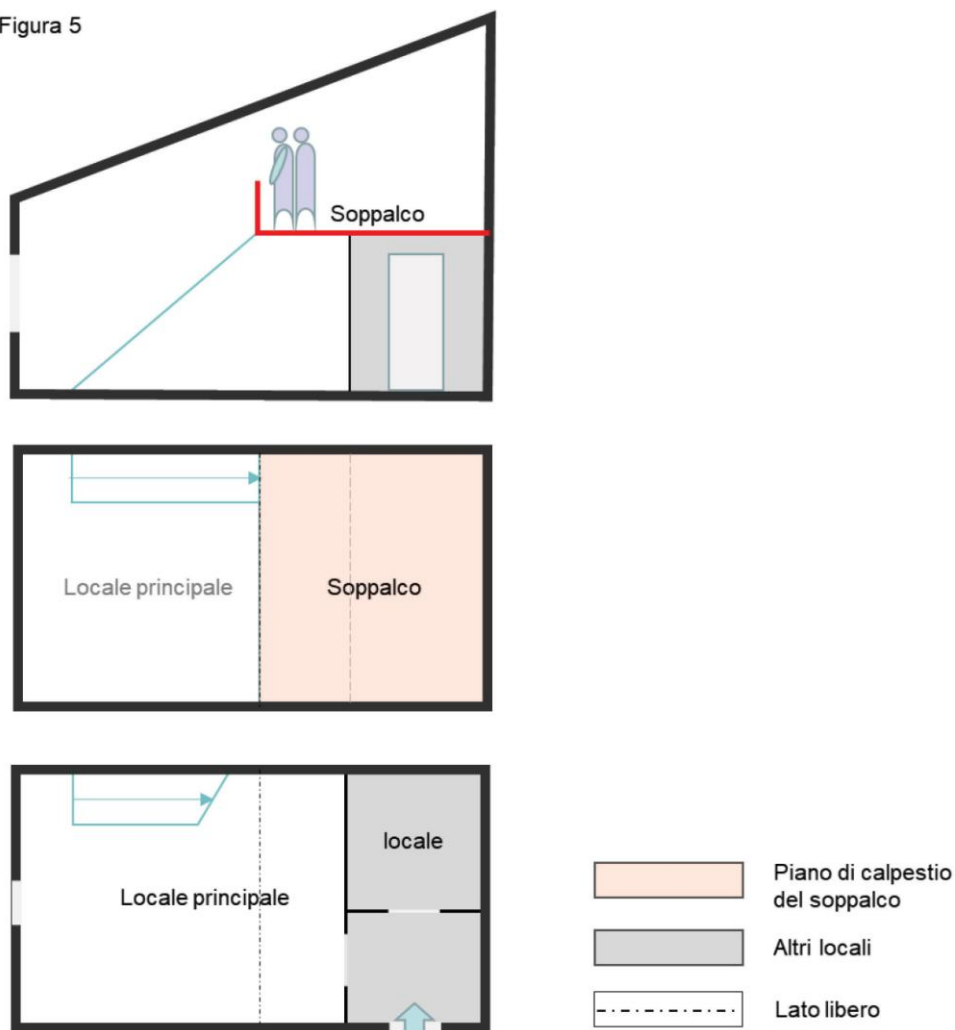 Figura 5
Soppalco
Locale principale
Soppalco
locale
Locale principale
Piano di calpestio
del soppalco
Altri locali
Lato libero